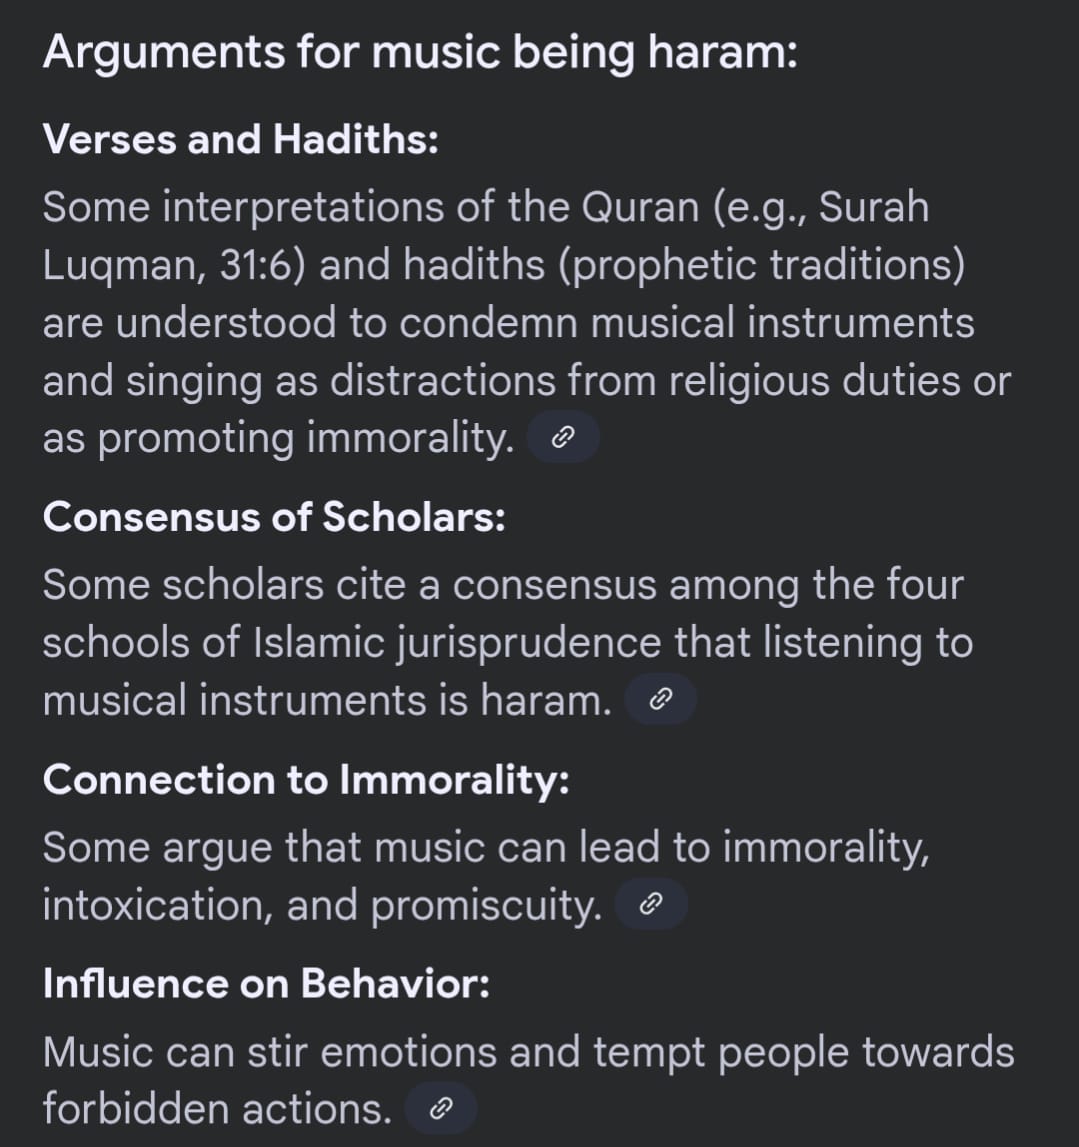 Arguments for music being haram:
Verses and Hadiths:
Some interpretations of the Quran (e.g., Surah
Luqman, 31:6) and hadiths (prophetic traditions)
are understood to condemn musical instruments
and singing as distractions from religious duties or
as promoting immorality.
Consensus of Scholars:
Some scholars cite a consensus among the four
schools of Islamic jurisprudence that listening to
musical instruments is haram.
Connection to Immorality:
Some argue that music can lead to immorality,
intoxication, and promiscuity.
Influence on Behavior:
Music can stir emotions and tempt people towards
forbidden actions.